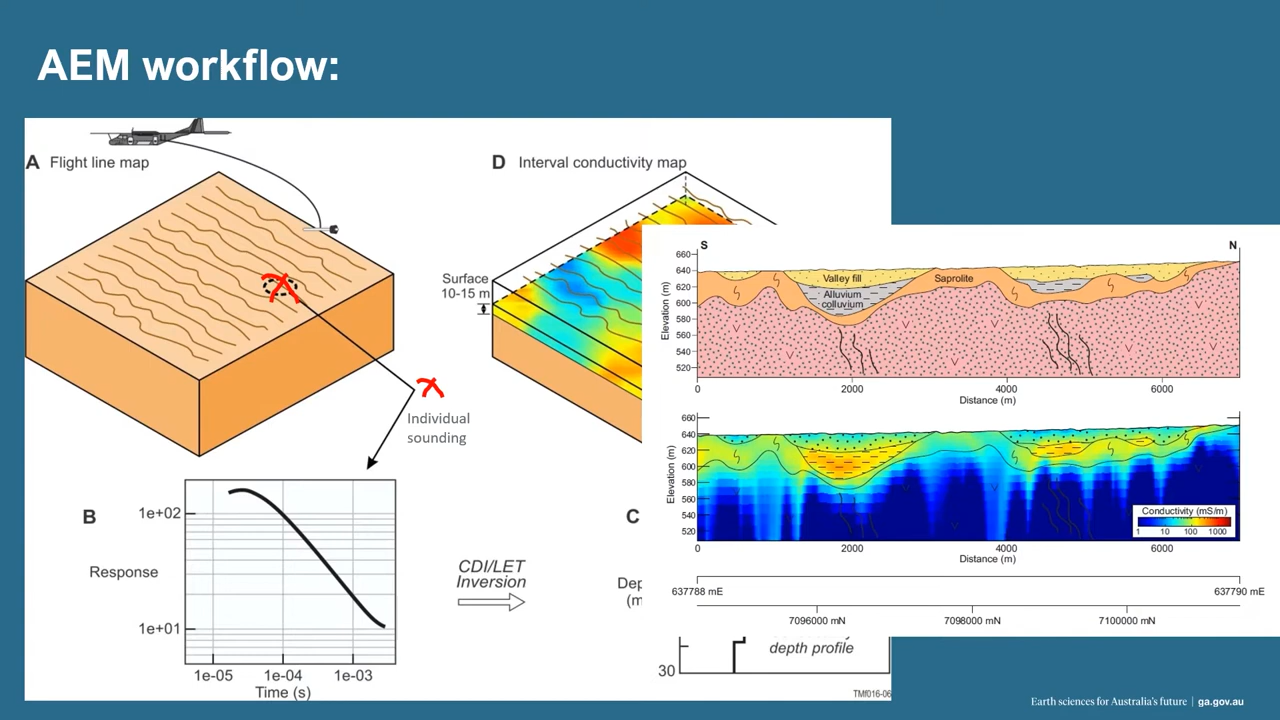 AEM workflow:
A Flight line map
D Interval conductivity map
Surface
10-15 m
Individual
sounding
B
Response
1e+02
1e+01
1e-05 1e-04 1e-03
Time (s)
CDI/LET
Inversion
C
depth profile
30
TMf016-06
S N
660
640
620
600
580
560
540
520
Elevation (m)
Valley fill
Alluvium
colluvium
Saprolite
0 2000 4000 6000
Distance (m)
660
640
620
600
580
560
540
520
Elevation (m)
Conductivity (mS/m)
1 10 100 1000
0 2000 4000 6000
Distance (m)
637788 mE 637790 mE
7096000 mN 7098000 mN 7100000 mN
Earth sciences for Australia's future | ga.gov.au